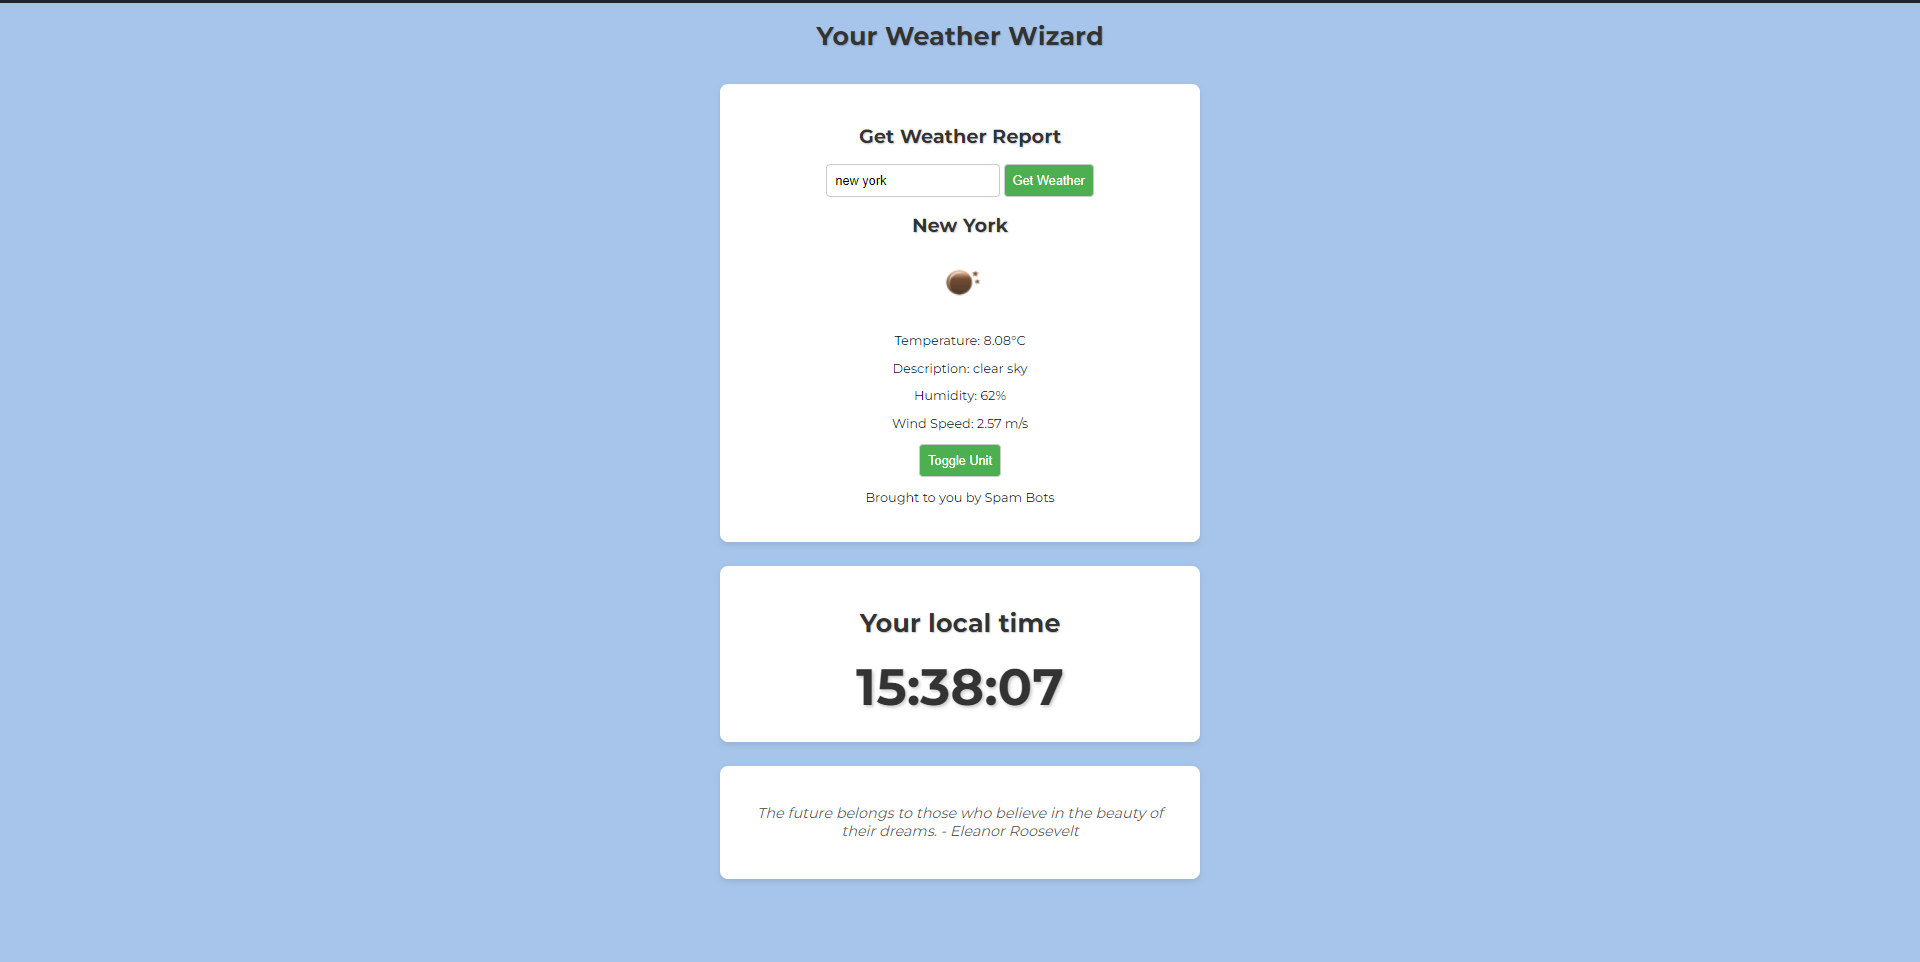 Your Weather Wizard
Get Weather Report
new york
Get Weather
New York
Temperature: 8.08°C
Description: clear sky
Humidity: 62%
Wind Speed: 2.57 m/s
Toggle Unit
Brought to you by Spam Bots
Your local time
15:38:07
The future belongs to those who believe in the beauty of
their dreams. - Eleanor Roosevelt